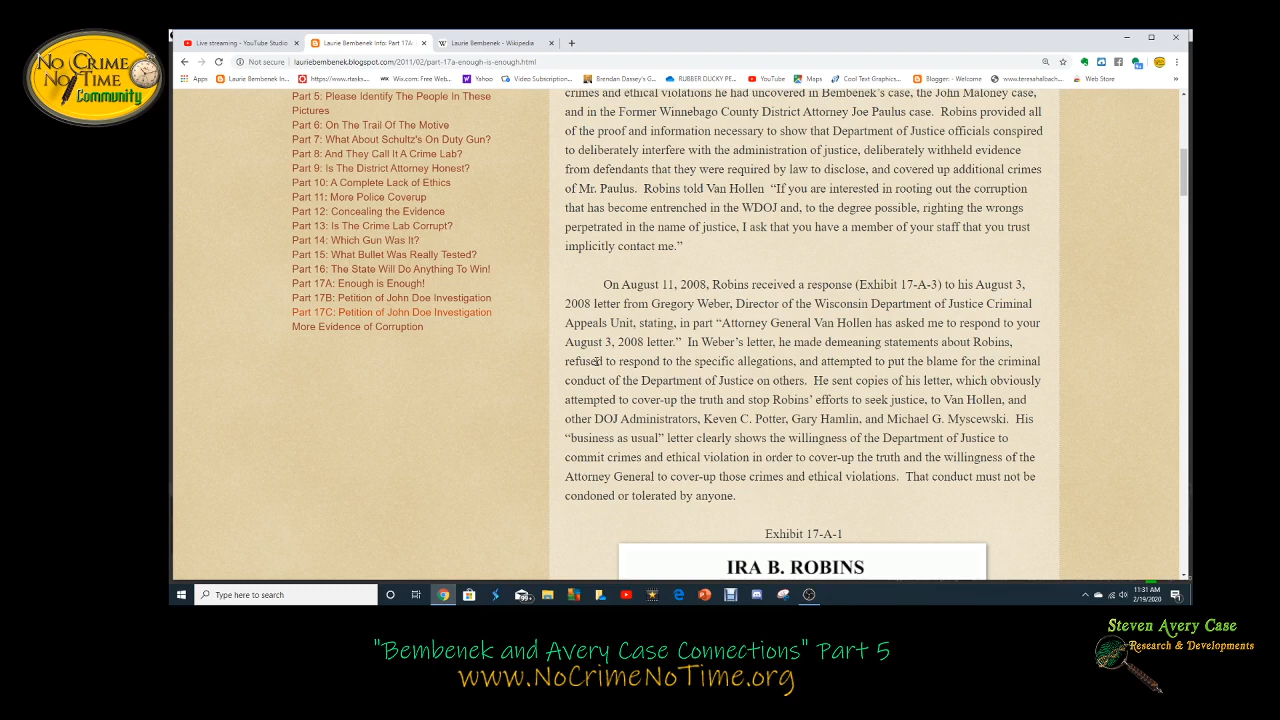 No Crime
No Time
Community
Live streaming - YouTube Studio
Laurie Bembenek Info: Part 17A
Laurie Bembenek - Wikipedia
Not secure
lauriebembenek.blogspot.com/2011/02/part-17a-enough-is-enough.html
Apps
Laurie Bembenek In...
https://www.rtasks...
Wix.com: Free Web...
Yahoo
Video Subscription...
Brendan Dassey's G...
RUBBER DUCKY PE...
YouTube
Maps
Cool Text Graphics...
Blogger: - Welcome
www.teresahalbach...
Web Store
Part 5: Please Identify The People In These
Pictures
Part 6: On The Trail Of The Motive
Part 7: What About Schultz's On Duty Gun?
Part 8: And They Call It A Crime Lab?
Part 9: Is The District Attorney Honest?
Part 10: A Complete Lack of Ethics
Part 11: More Police Coverup
Part 12: Concealing the Evidence
Part 13: Is The Crime Lab Corrupt?
Part 14: Which Gun Was It?
Part 15: What Bullet Was Really Tested?
Part 16: The State Will Do Anything To Win!
Part 17A: Enough is Enough!
Part 17B: Petition of John Doe Investigation
Part 17C: Petition of John Doe Investigation
More Evidence of Corruption
crimes and ethical violations he had uncovered in Bembenek's case, the John Maloney case,
and in the Former Winnebago County District Attorney Joe Paulus case.  Robins provided all
of the proof and information necessary to show that Department of Justice officials conspired
to deliberately interfere with the administration of justice, deliberately withheld evidence
from defendants that they were required by law to disclose, and covered up additional crimes
of Mr. Paulus.  Robins told Van Hollen  “If you are interested in rooting out the corruption
that has become entrenched in the WDOJ and, to the degree possible, righting the wrongs
perpetrated in the name of justice, I ask that you have a member of your staff that you trust
implicitly contact me.”
On August 11, 2008, Robins received a response (Exhibit 17-A-3) to his August 3,
2008 letter from Gregory Weber, Director of the Wisconsin Department of Justice Criminal
Appeals Unit, stating, in part “Attorney General Van Hollen has asked me to respond to your
August 3, 2008 letter.”  In Weber's letter, he made demeaning statements about Robins,
refused to respond to the specific allegations, and attempted to put the blame for the criminal
conduct of the Department of Justice on others.  He sent copies of his letter, which obviously
attempted to cover-up the truth and stop Robins' efforts to seek justice, to Van Hollen, and
other DOJ Administrators, Keven C. Potter, Gary Hamlin, and Michael G. Myscewski.  His
“business as usual” letter clearly shows the willingness of the Department of Justice to
commit crimes and ethical violation in order to cover-up the truth and the willingness of the
Attorney General to cover-up those crimes and ethical violations.  That conduct must not be
condoned or tolerated by anyone.
Exhibit 17-A-1
IRA B. ROBINS
Type here to search
11:31 AM
2/19/2020
"Bembenek and Avery Case Connections" Part 5
www.NoCrimeNoTime.org
Steven Avery Case
Research & Developments